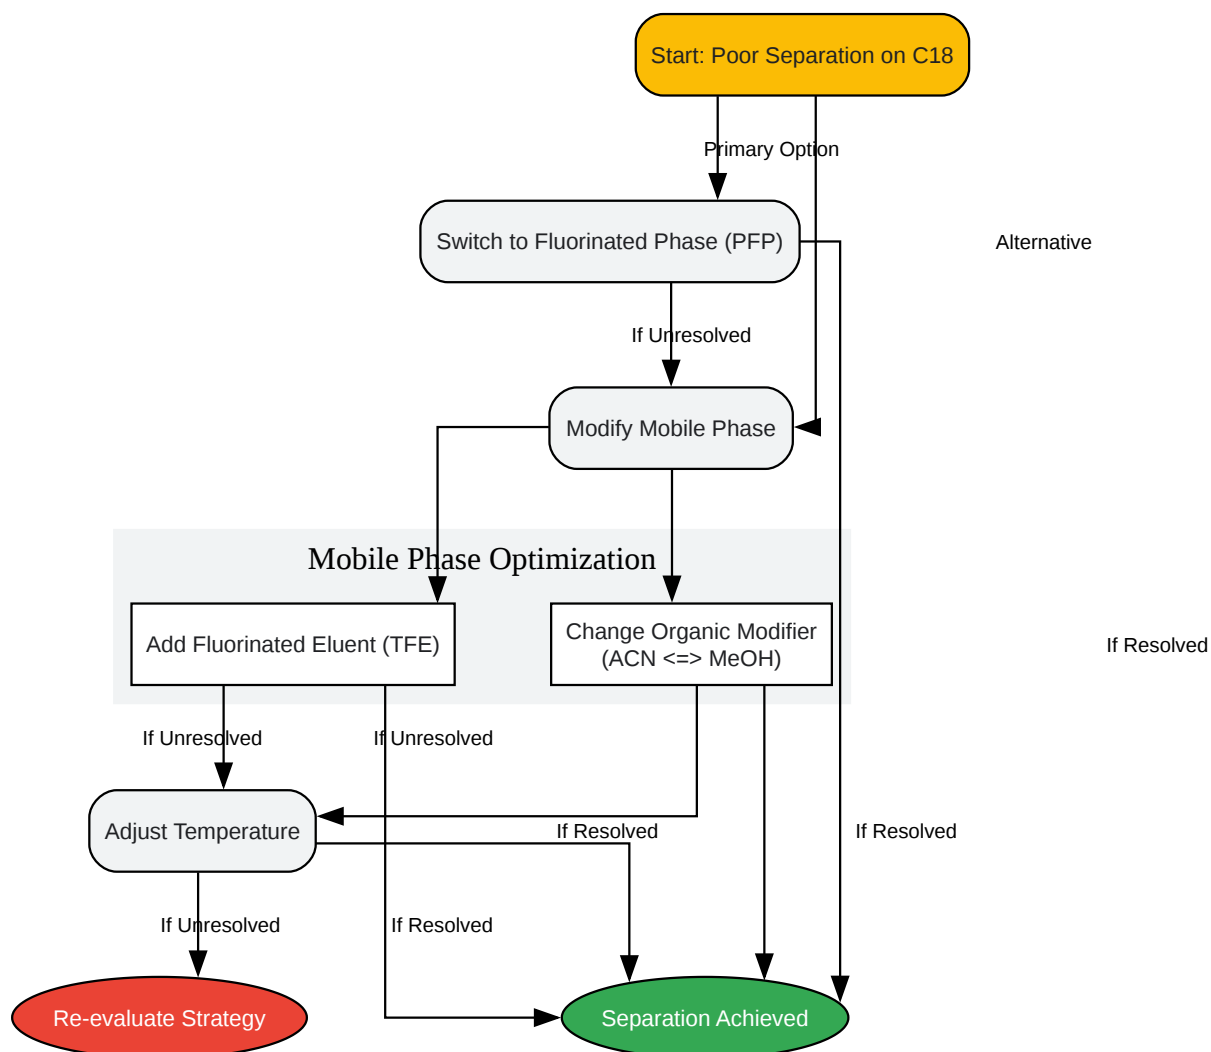 Start: Poor Separation on C18
Primary Option
Switch to Fluorinated Phase (PFP)
Alternative
If Unresolved
Modify Mobile Phase
Mobile Phase Optimization
Add Fluorinated Eluent (TFE)
Change Organic Modifier
(ACN <=> MeOH)
If Resolved
If Unresolved
If Unresolved
Adjust Temperature
If Resolved
If Resolved
If Unresolved
If Resolved
Re-evaluate Strategy
Separation Achieved